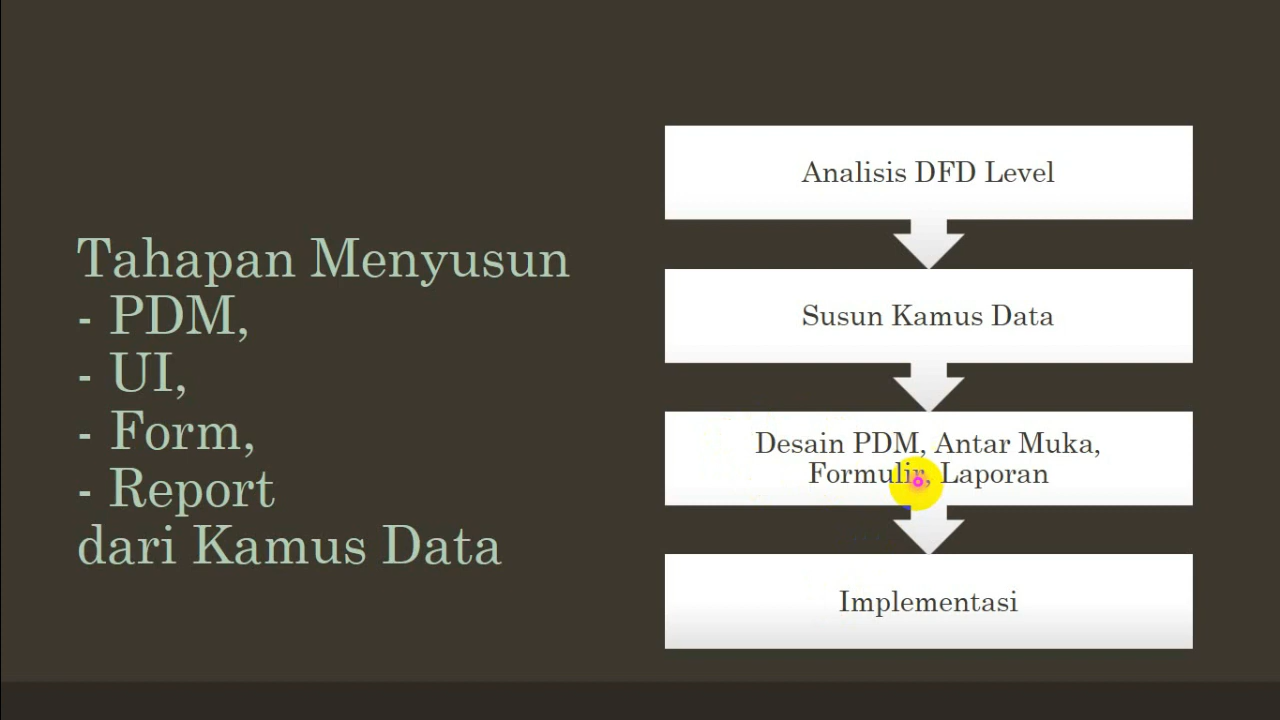 Tahapan Menyusun
- PDM,
- UI,
- Form,
- Report
dari Kamus Data
Analisis DFD Level
Susun Kamus Data
Desain PDM, Antar Muka,
Formulir, Laporan
Implementasi